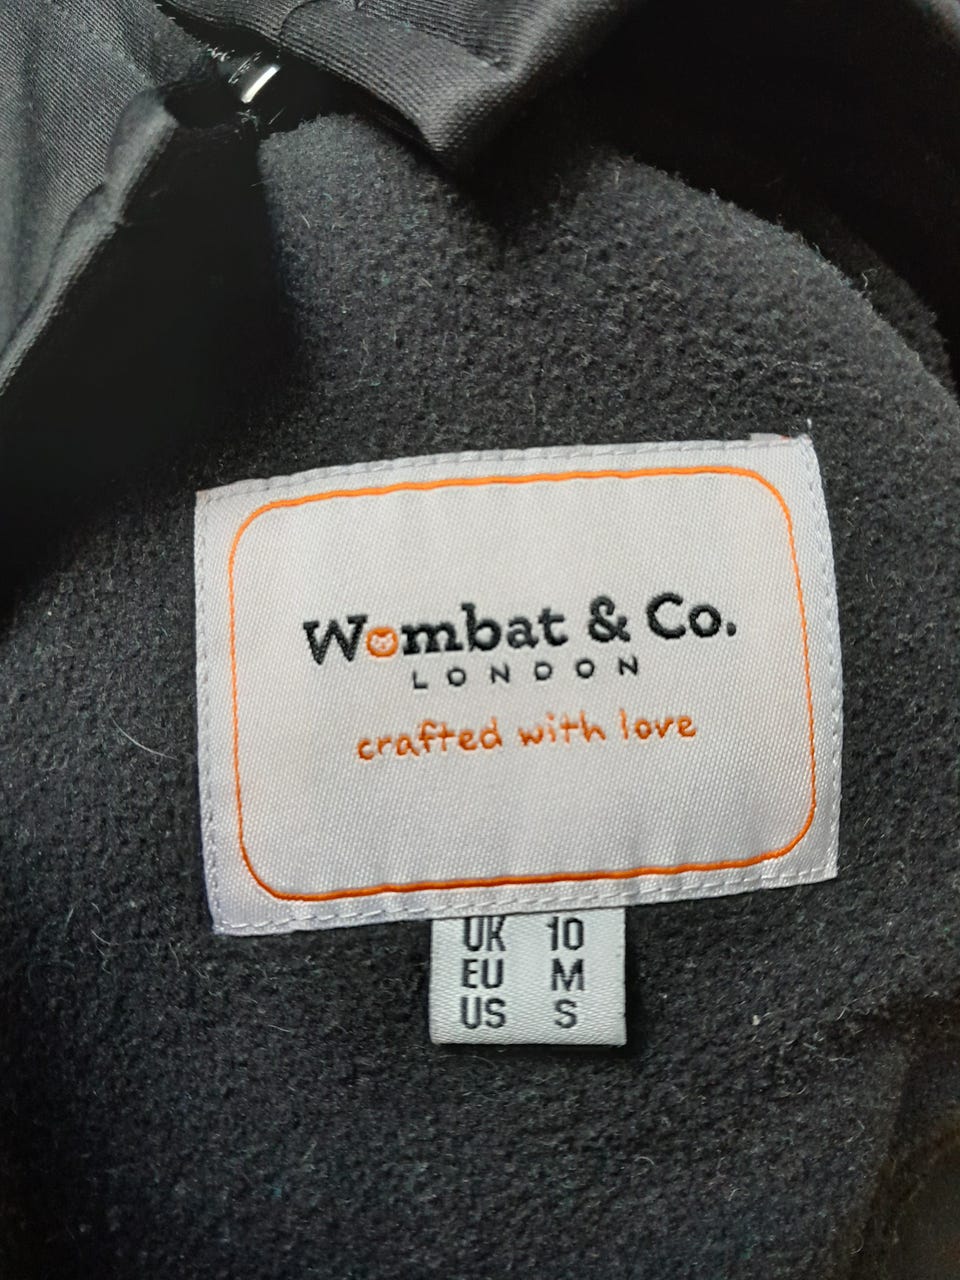 Wombat & Co.
LONDON
crafted with love
UK 10
EU M
US S